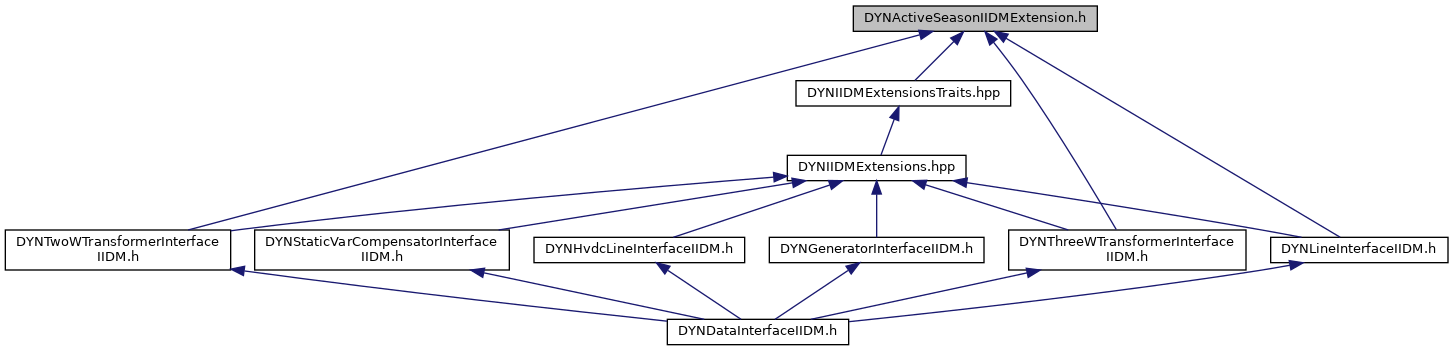 DYNActiveSeasonIIDMExtension.h
DYNIIDMExtensionsTraits.hpp
DYNIIDMExtensions.hpp
DYNTwoWTransformerInterface
IIDM.h
DYNStaticVarCompensatorInterface
IIDM.h
DYNHvdcLineInterfaceIIDM.h
DYNGeneratorInterfaceIIDM.h
DYNThreeWTransformerInterface
IIDM.h
DYNLineInterfaceIIDM.h
DYNDataInterfaceIIDM.h